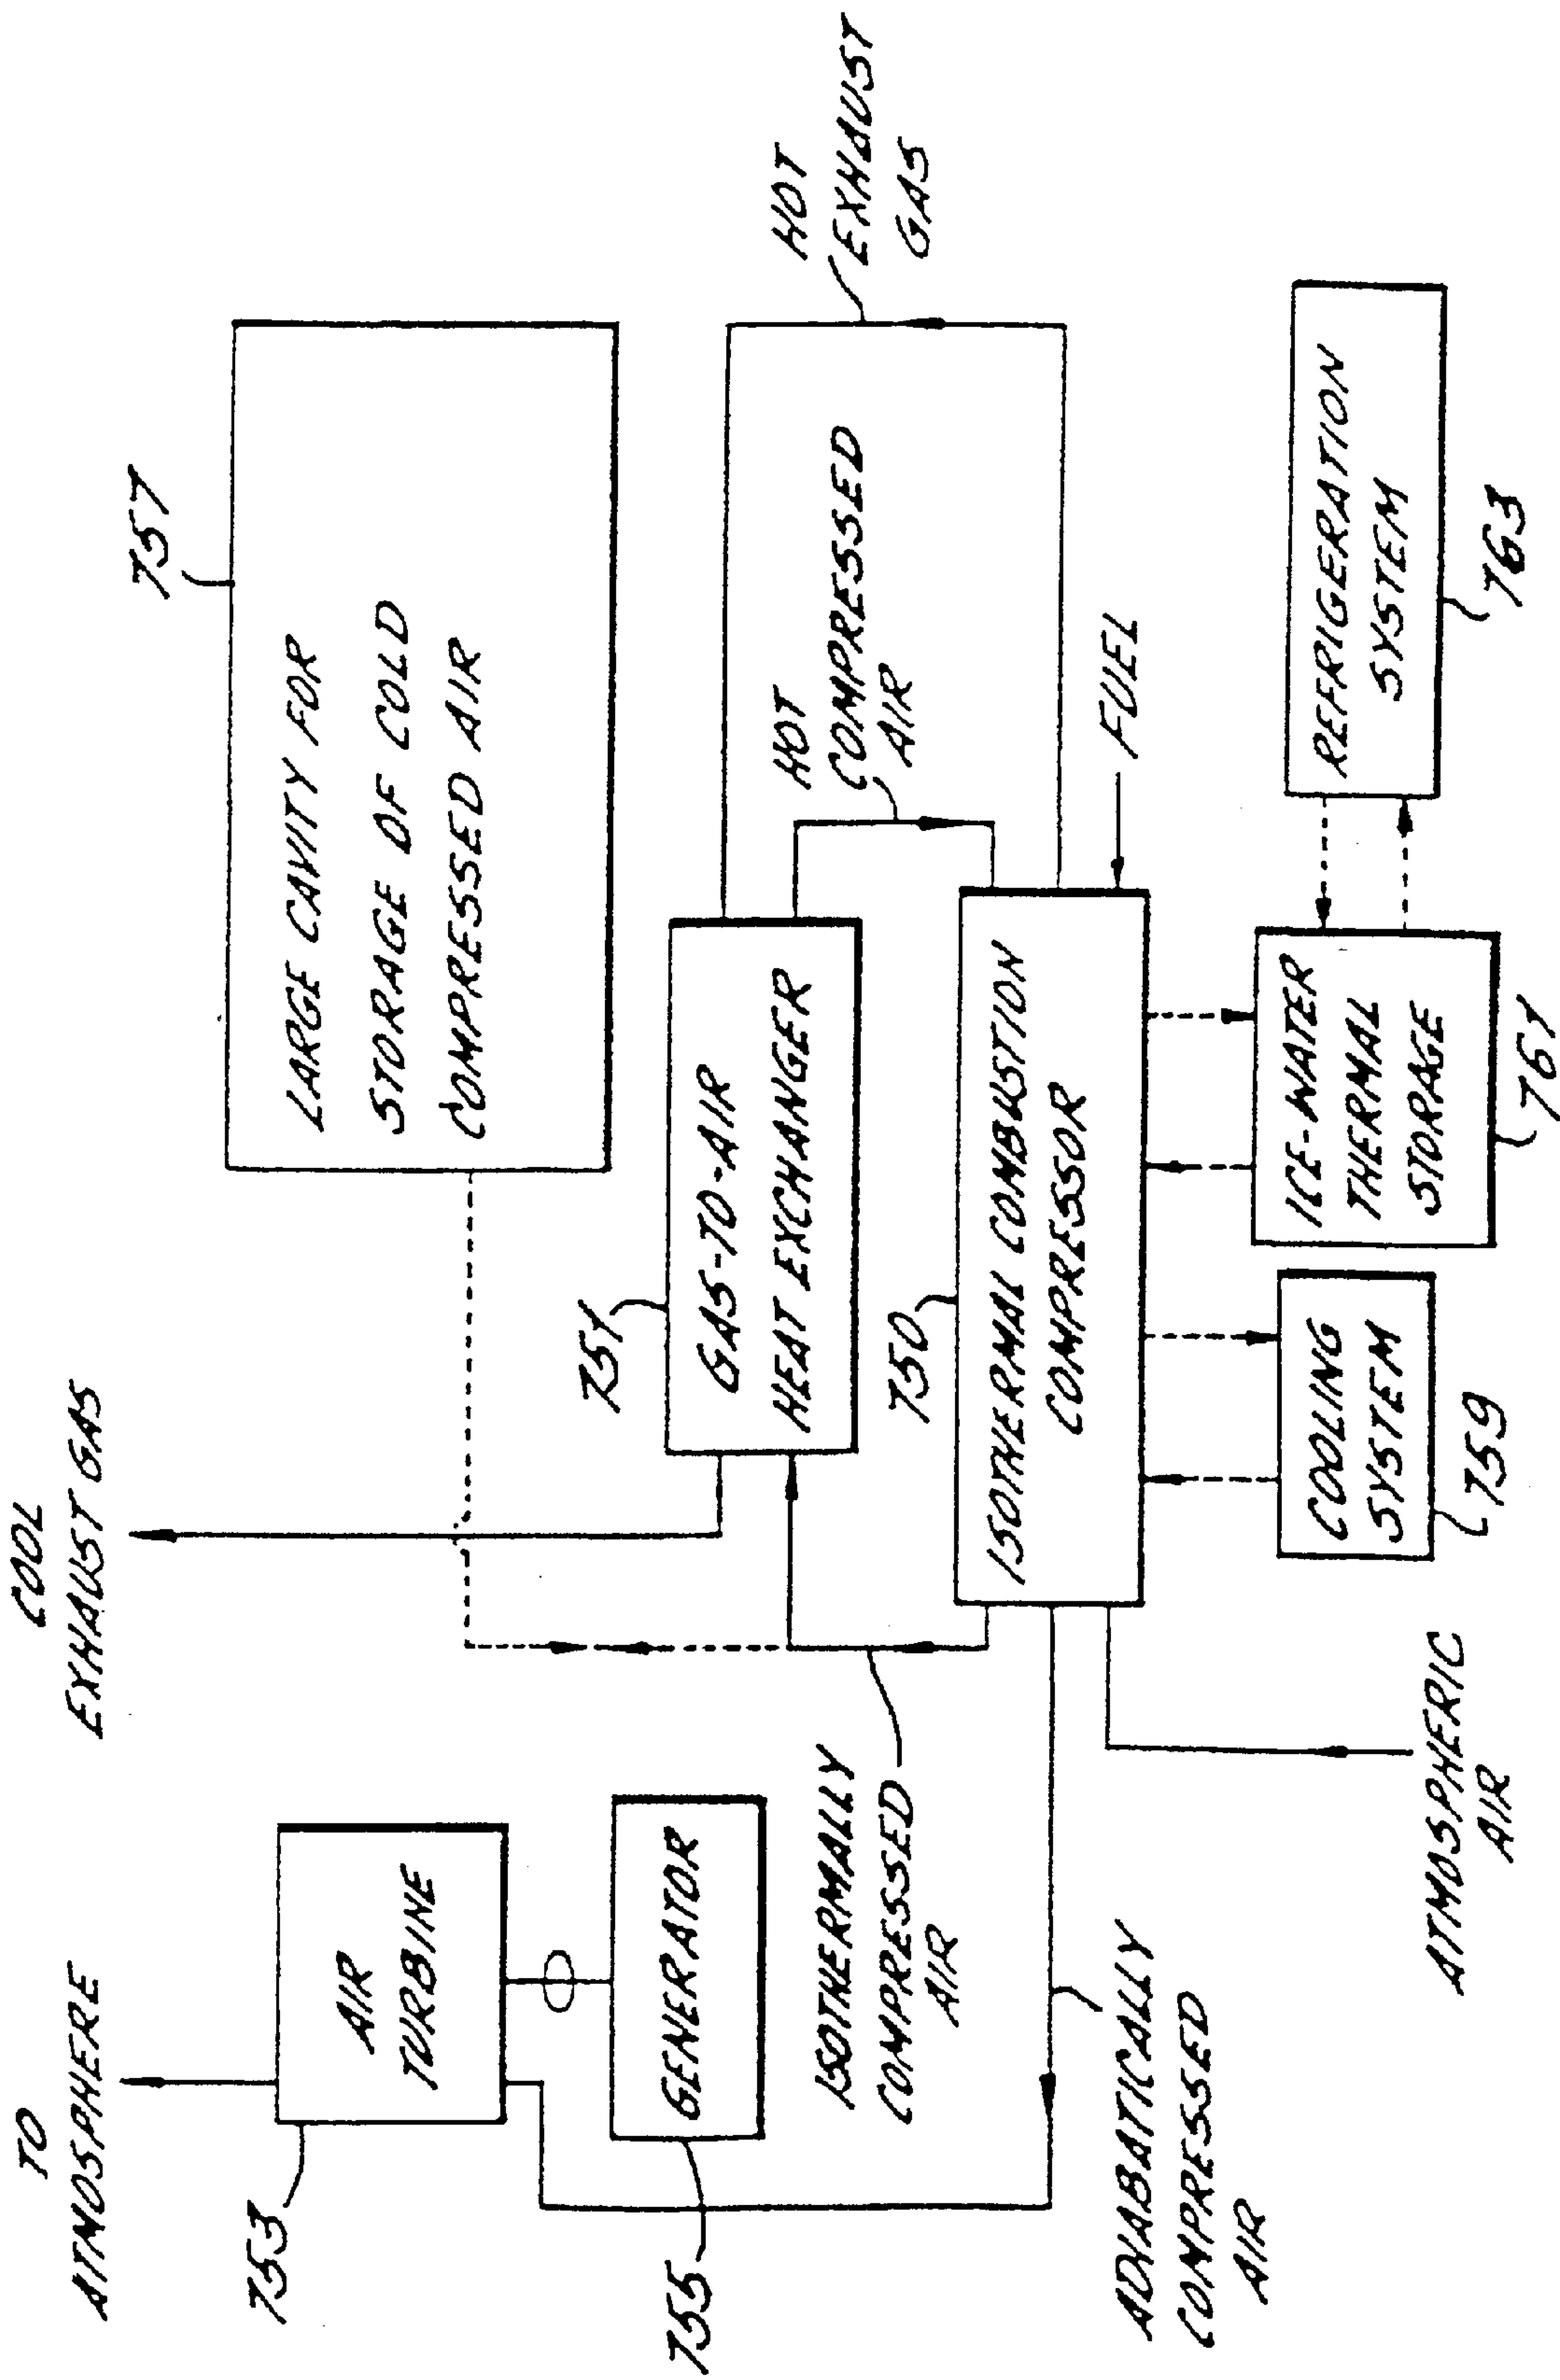 TO
ATMOSPHERE
COOL
EXHAUST GAS
753
AIR
TURBINE
755
GENERATOR
757
LARGE CAVITY FOR
STORAGE OF COLD
COMPRESSED AIR
751
GAS-TO-AIR
HEAT EXCHANGER
HOT
COMPRESSED
AIR
HOT
EXHAUST
GAS
ISOTHERMALLY
COMPRESSED
AIR
750
ISOTHERMAL COMBUSTION
COMPRESSOR
FUEL
ADIABATICALLY
COMPRESSED
AIR
ATMOSPHERIC
AIR
COOLING
SYSTEM
759
ICE-WATER
THERMAL
STORAGE
761
REFRIGERATION
SYSTEM
763